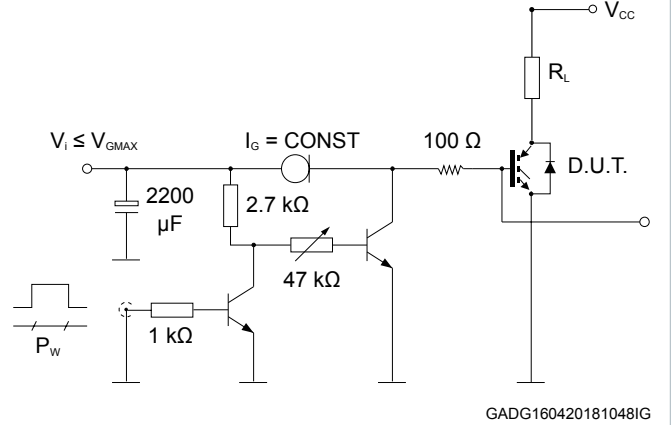 V_CC
R_L
V_i ≤ V_GMAX
I_G = CONST
100 Ω
D.U.T.
2200
µF
2.7 kΩ
47 kΩ
1 kΩ
P_W
GADG160420181048IG